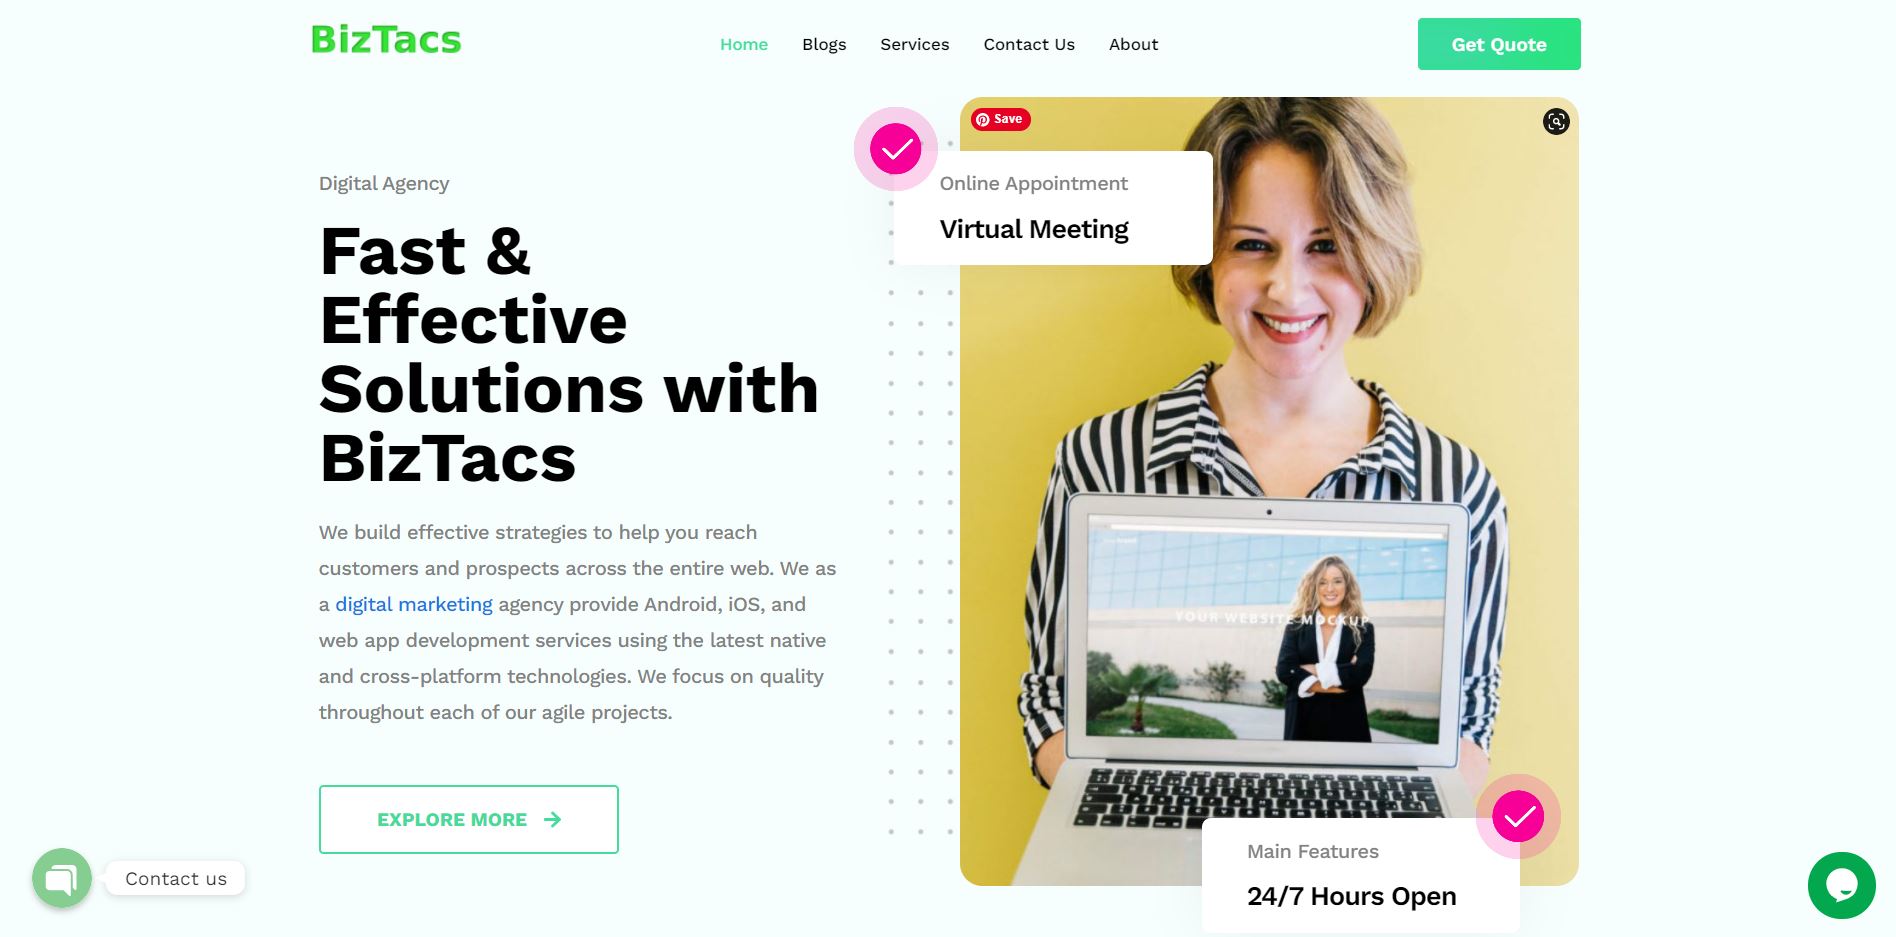 BizTacs
Home
Blogs
Services
Contact Us
About
Get Quote
Save
Online Appointment
Virtual Meeting
Digital Agency
Fast &
Effective
Solutions with
BizTacs
We build effective strategies to help you reach
customers and prospects across the entire web. We as
a digital marketing agency provide Android, iOS, and
web app development services using the latest native
and cross-platform technologies. We focus on quality
throughout each of our agile projects.
YOUR WEBSITE MOCKUP
EXPLORE MORE
Main Features
24/7 Hours Open
Contact us